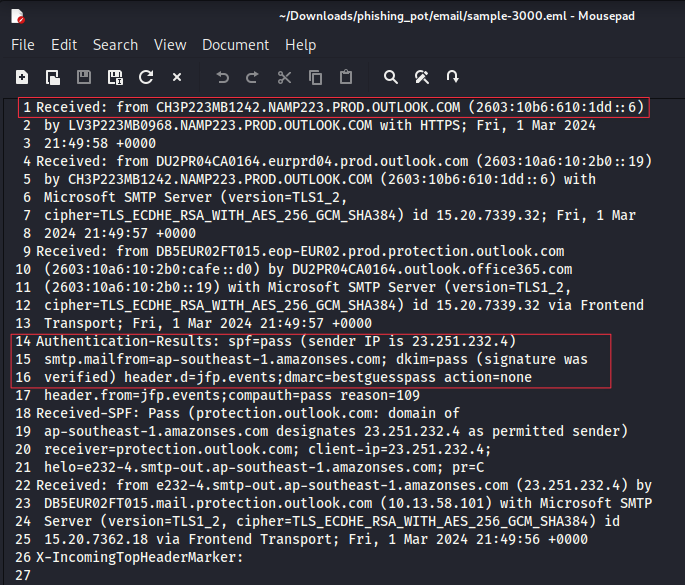 ~/Downloads/phishing_pot/email/sample-3000.eml - Mousepad
File Edit Search View Document Help
1 Received: from CH3P223MB1242.NAMP223.PROD.OUTLOOK.COM (2603:10b6:610:1dd::6)
2 by LV3P223MB0968.NAMP223.PROD.OUTLOOK.COM with HTTPS; Fri, 1 Mar 2024
3 21:49:58 +0000
4 Received: from DU2PR04CA0164.eurprd04.prod.outlook.com (2603:10a6:10:2b0::19)
5 by CH3P223MB1242.NAMP223.PROD.OUTLOOK.COM (2603:10b6:610:1dd::6) with
6 Microsoft SMTP Server (version=TLS1_2,
7 cipher=TLS_ECDHE_RSA_WITH_AES_256_GCM_SHA384) id 15.20.7339.32; Fri, 1 Mar
8 2024 21:49:57 +0000
9 Received: from DB5EUR02FT015.eop-EUR02.prod.protection.outlook.com
10 (2603:10a6:10:2b0:cafe::d0) by DU2PR04CA0164.outlook.office365.com
11 (2603:10a6:10:2b0::19) with Microsoft SMTP Server (version=TLS1_2,
12 cipher=TLS_ECDHE_RSA_WITH_AES_256_GCM_SHA384) id 15.20.7339.32 via Frontend
13 Transport; Fri, 1 Mar 2024 21:49:57 +0000
14 Authentication-Results: spf=pass (sender IP is 23.251.232.4)
15 smtp.mailfrom=ap-southeast-1.amazonses.com; dkim=pass (signature was
16 verified) header.d=jfp.events;dmarc=bestguesspass action=none
17 header.from=jfp.events;compauth=pass reason=109
18 Received-SPF: Pass (protection.outlook.com: domain of
19 ap-southeast-1.amazonses.com designates 23.251.232.4 as permitted sender)
20 receiver=protection.outlook.com; client-ip=23.251.232.4;
21 helo=e232-4.smtp-out.ap-southeast-1.amazonses.com; pr=C
22 Received: from e232-4.smtp-out.ap-southeast-1.amazonses.com (23.251.232.4) by
23 DB5EUR02FT015.mail.protection.outlook.com (10.13.58.101) with Microsoft SMTP
24 Server (version=TLS1_2, cipher=TLS_ECDHE_RSA_WITH_AES_256_GCM_SHA384) id
25 15.20.7362.18 via Frontend Transport; Fri, 1 Mar 2024 21:49:56 +0000
26 X-IncomingTopHeaderMarker:
27